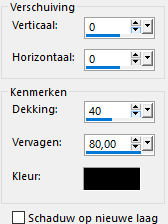 Verschuiving
Verticaal:
0
Horizontaal:
0
Kenmerken
Dekking:
40
Vervagen:
80,00
Kleur:
Schaduw op nieuwe laag